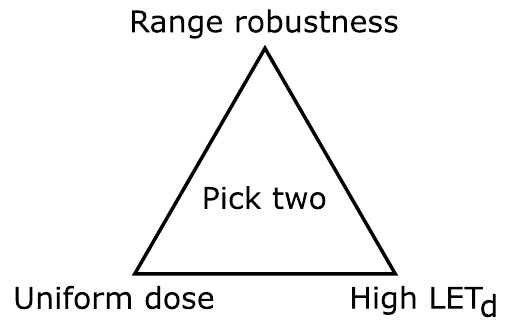 Range robustness
Pick two
Uniform dose
High LETd